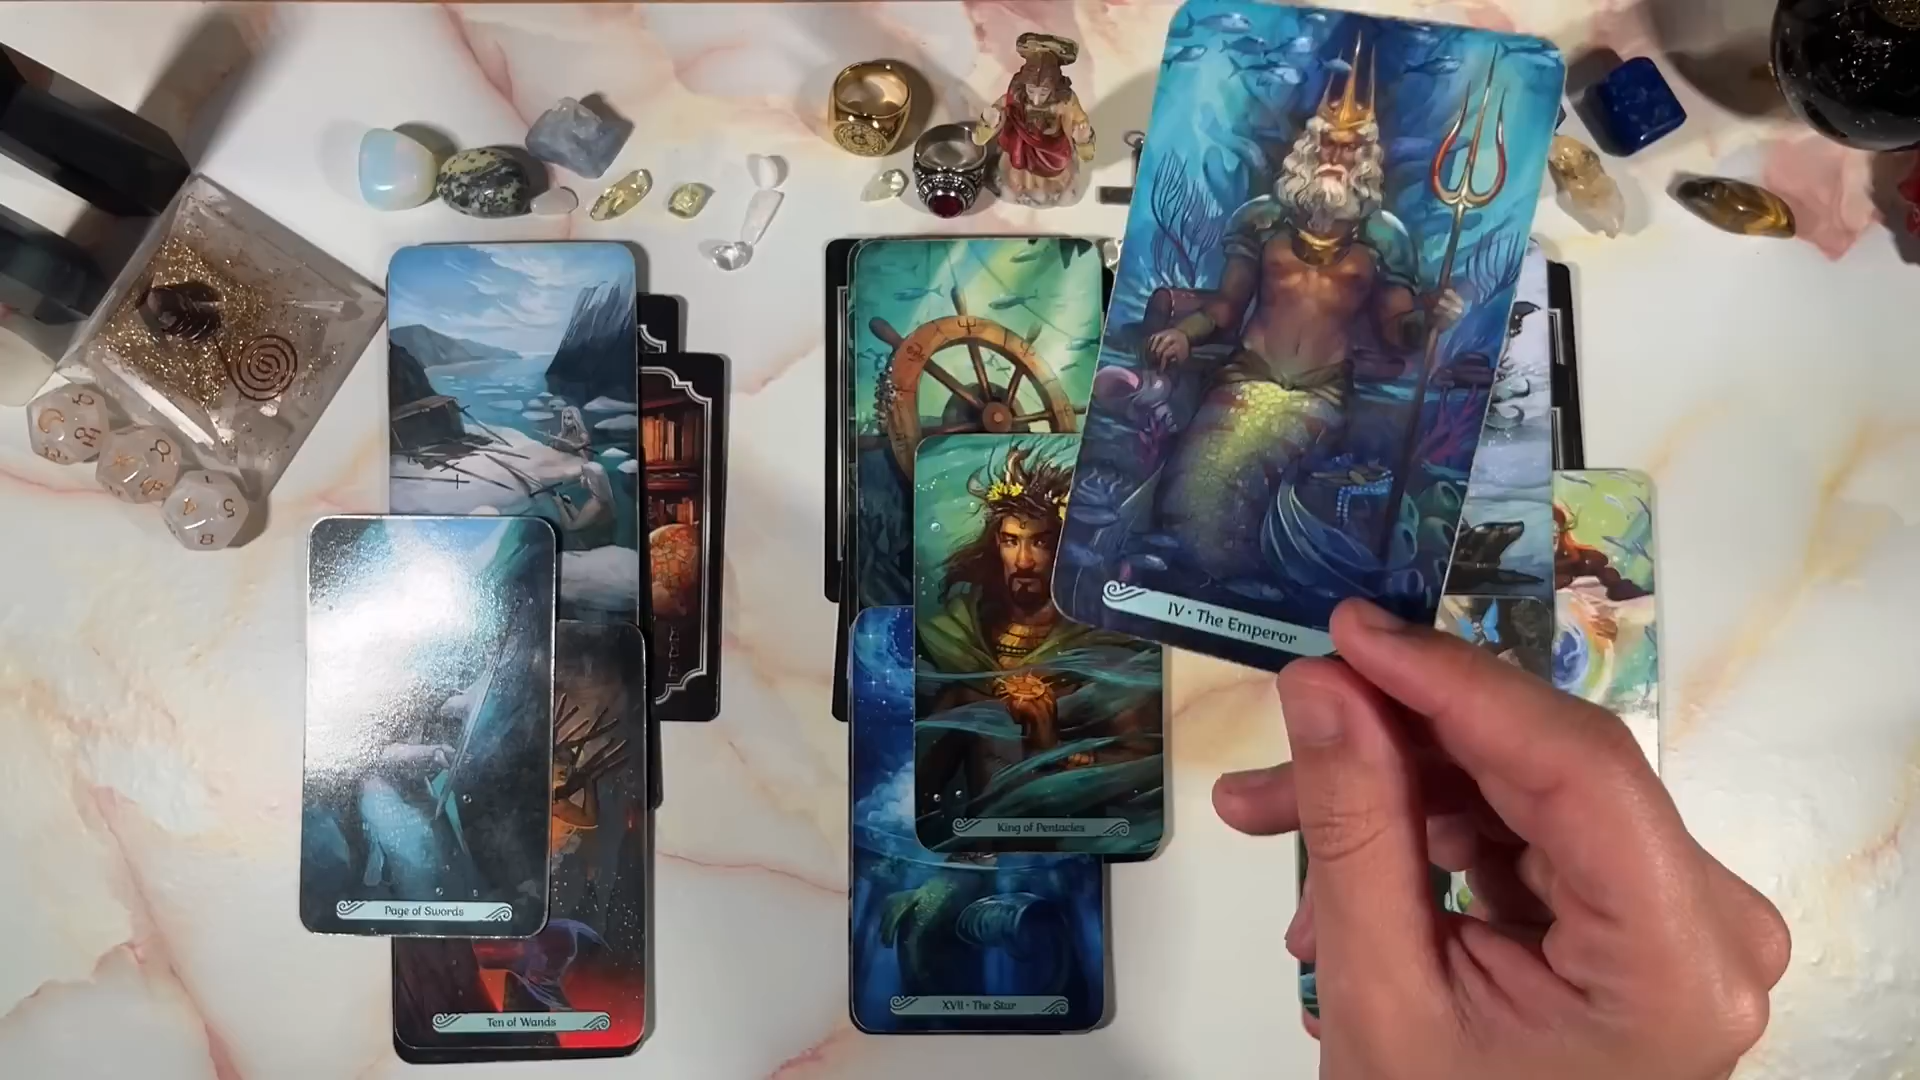 IV • The Emperor
King of Pentacles
Page of Swords
XVII • The Star
Ten of Wands